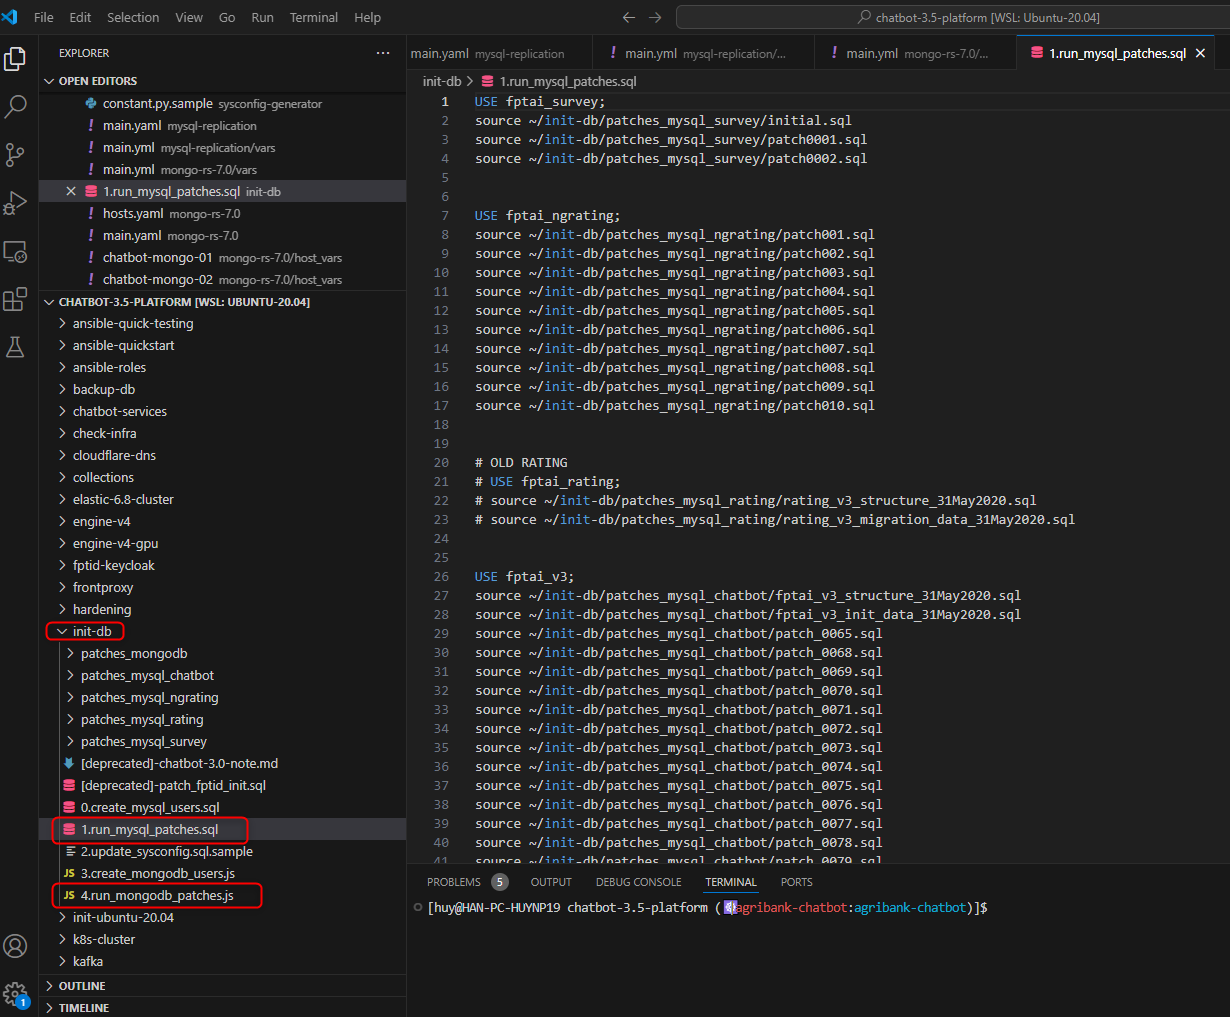 File Edit Selection View Go Run Terminal Help
chatbot-3.5-platform [WSL: Ubuntu-20.04]
EXPLORER
OPEN EDITORS
constant.py.sample sysconfig-generator
! main.yaml mysql-replication
! main.yml mysql-replication/vars
! main.yml mongo-rs-7.0/vars
1.run_mysql_patches.sql init-db
! hosts.yaml mongo-rs-7.0
! main.yaml mongo-rs-7.0
! chatbot-mongo-01 mongo-rs-7.0/host_vars
! chatbot-mongo-02 mongo-rs-7.0/host_vars
CHATBOT-3.5-PLATFORM [WSL: UBUNTU-20.04]
ansible-quick-testing
ansible-quickstart
ansible-roles
backup-db
chatbot-services
check-infra
cloudflare-dns
collections
elastic-6.8-cluster
engine-v4
engine-v4-gpu
fptid-keycloak
frontproxy
hardening
init-db
patches_mongodb
patches_mysql_chatbot
patches_mysql_ngrating
patches_mysql_rating
patches_mysql_survey
[deprecated]-chatbot-3.0-note.md
[deprecated]-patch_fptid_init.sql
0.create_mysql_users.sql
1.run_mysql_patches.sql
2.update_sysconfig.sql.sample
JS 3.create_mongodb_users.js
JS 4.run_mongodb_patches.js
init-ubuntu-20.04
k8s-cluster
kafka
OUTLINE
TIMELINE
1
main.yaml mysql-replication
! main.yml mysql-replication/...
! main.yml mongo-rs-7.0/...
1.run_mysql_patches.sql
init-db > 1.run_mysql_patches.sql
1 USE fptai_survey;
2 source ~/init-db/patches_mysql_survey/initial.sql
3 source ~/init-db/patches_mysql_survey/patch0001.sql
4 source ~/init-db/patches_mysql_survey/patch0002.sql
5
6
7 USE fptai_ngrating;
8 source ~/init-db/patches_mysql_ngrating/patch001.sql
9 source ~/init-db/patches_mysql_ngrating/patch002.sql
10 source ~/init-db/patches_mysql_ngrating/patch003.sql
11 source ~/init-db/patches_mysql_ngrating/patch004.sql
12 source ~/init-db/patches_mysql_ngrating/patch005.sql
13 source ~/init-db/patches_mysql_ngrating/patch006.sql
14 source ~/init-db/patches_mysql_ngrating/patch007.sql
15 source ~/init-db/patches_mysql_ngrating/patch008.sql
16 source ~/init-db/patches_mysql_ngrating/patch009.sql
17 source ~/init-db/patches_mysql_ngrating/patch010.sql
18
19
20 # OLD RATING
21 # USE fptai_rating;
22 # source ~/init-db/patches_mysql_rating/rating_v3_structure_31May2020.sql
23 # source ~/init-db/patches_mysql_rating/rating_v3_migration_data_31May2020.sql
24
25
26 USE fptai_v3;
27 source ~/init-db/patches_mysql_chatbot/fptai_v3_structure_31May2020.sql
28 source ~/init-db/patches_mysql_chatbot/fptai_v3_init_data_31May2020.sql
29 source ~/init-db/patches_mysql_chatbot/patch_0065.sql
30 source ~/init-db/patches_mysql_chatbot/patch_0068.sql
31 source ~/init-db/patches_mysql_chatbot/patch_0069.sql
32 source ~/init-db/patches_mysql_chatbot/patch_0070.sql
33 source ~/init-db/patches_mysql_chatbot/patch_0071.sql
34 source ~/init-db/patches_mysql_chatbot/patch_0072.sql
35 source ~/init-db/patches_mysql_chatbot/patch_0073.sql
36 source ~/init-db/patches_mysql_chatbot/patch_0074.sql
37 source ~/init-db/patches_mysql_chatbot/patch_0075.sql
38 source ~/init-db/patches_mysql_chatbot/patch_0076.sql
39 source ~/init-db/patches_mysql_chatbot/patch_0077.sql
40 source ~/init-db/patches_mysql_chatbot/patch_0078.sql
41 source ~/init-db/patches_mysql_chatbot/patch_0079.sql
PROBLEMS 5 OUTPUT DEBUG CONSOLE TERMINAL PORTS
[huy@HAN-PC-HUYNP19 chatbot-3.5-platform (agribank-chatbot:agribank-chatbot)]$